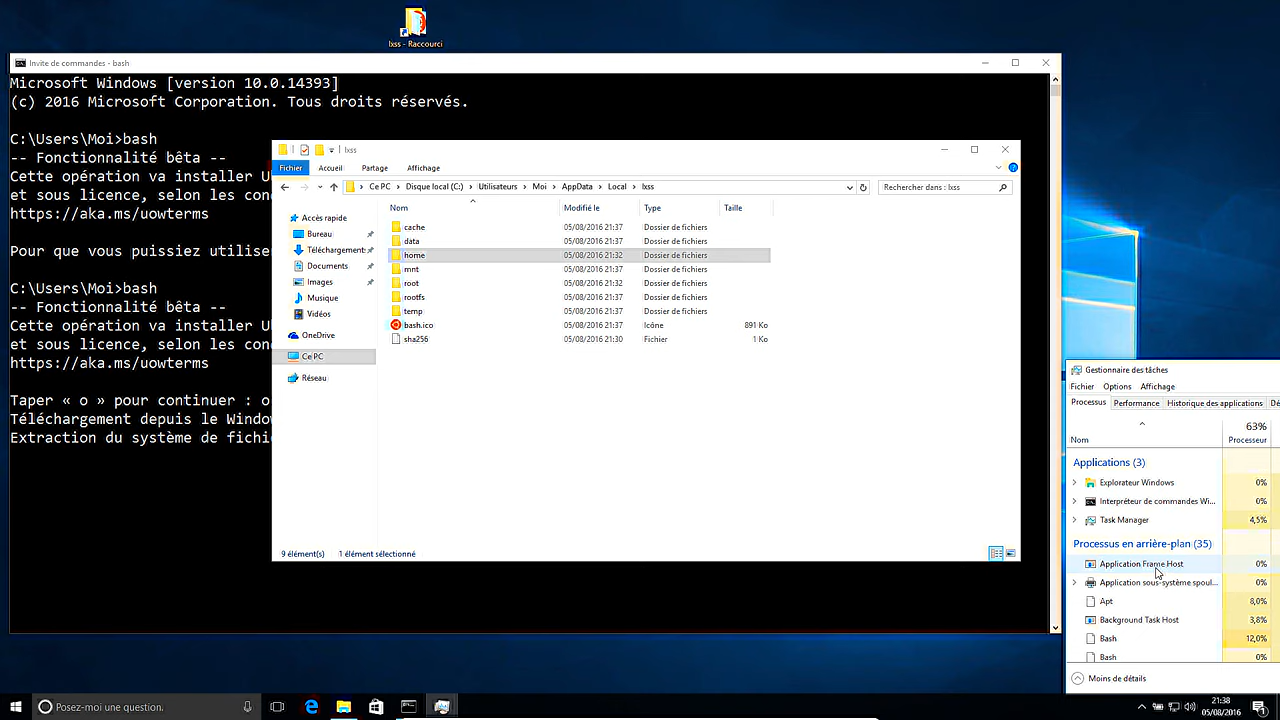 lxss - Raccourci
Invite de commandes - bash
Microsoft Windows [version 10.0.14393]
(c) 2016 Microsoft Corporation. Tous droits réservés.
C:\Users\Moi>bash
-- Fonctionnalité bêta --
Cette opération va installer U
et sous licence, selon les con
https://aka.ms/uowterms
Pour que vous puissiez utilise
C:\Users\Moi>bash
-- Fonctionnalité bêta --
Cette opération va installer U
et sous licence, selon les con
https://aka.ms/uowterms
Taper « o » pour continuer : o
Téléchargement depuis le Windo
Extraction du système de fichi
lxss
Fichier Accueil Partage Affichage
Ce PC Disque local (C:) Utilisateurs Moi AppData Local lxss
Rechercher dans : lxss
Nom Modifié le Type Taille
cache 05/08/2016 21:37 Dossier de fichiers
data 05/08/2016 21:37 Dossier de fichiers
home 05/08/2016 21:32 Dossier de fichiers
mnt 05/08/2016 21:37 Dossier de fichiers
root 05/08/2016 21:32 Dossier de fichiers
rootfs 05/08/2016 21:37 Dossier de fichiers
temp 05/08/2016 21:37 Dossier de fichiers
bash.ico 05/08/2016 21:37 Icône 891 Ko
sha256 05/08/2016 21:30 Fichier 1 Ko
Accès rapide
Bureau
Téléchargement:
Documents
Images
Musique
Vidéos
OneDrive
Ce PC
Réseau
9 élément(s) 1 élément sélectionné
Gestionnaire des tâches
Fichier Options Affichage
Processus Performance Historique des applications Dé
63%
Nom Processeur
Applications (3)
Explorateur Windows 0%
Interpréteur de commandes Wi... 0%
Task Manager 4,5%
Processus en arrière-plan (35)
Application Frame Host 0%
Application sous-système spoul... 0%
Apt 8,0%
Background Task Host 3,8%
Bash 12,0%
Bash 0%
Moins de détails
Posez-moi une question.
21:38
05/08/2016
1